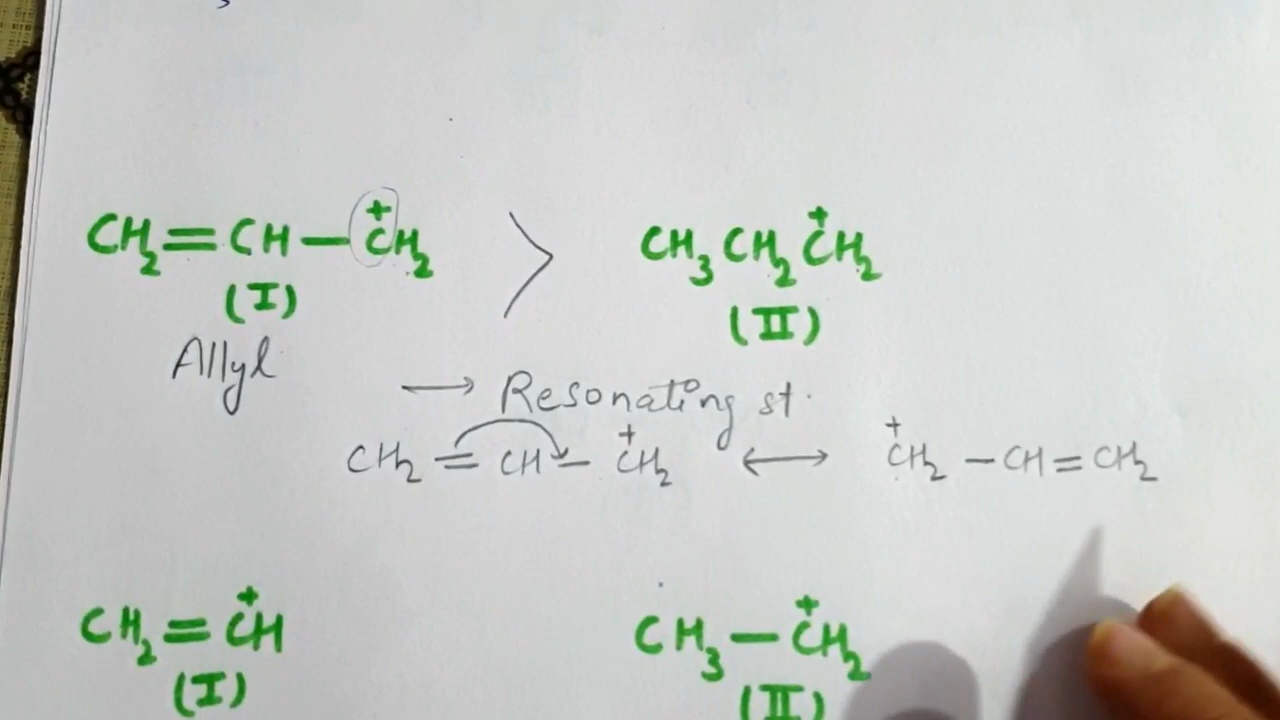 CH₂=CH–C⁺H₂ > CH₃CH₂C⁺H₂
(I) (II)
Allyl
→ Resonating st.
CH₂=CH–C⁺H₂ ↔ C⁺H₂–CH=CH₂
CH₂=C⁺H CH₃–C⁺H₂
(I) (II)